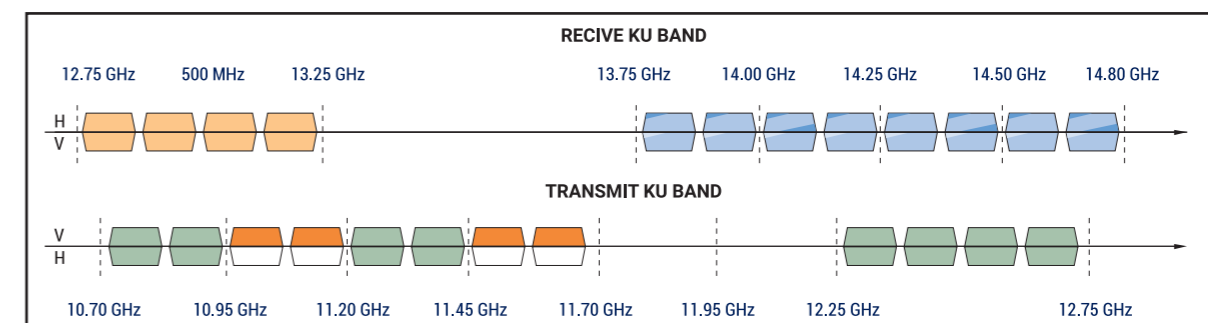 RECIVE KU BAND
12.75 GHz 500 MHz 13.25 GHz 13.75 GHz 14.00 GHz 14.25 GHz 14.50 GHz 14.80 GHz
H
V
TRANSMIT KU BAND
V
H
10.70 GHz 10.95 GHz 11.20 GHz 11.45 GHz 11.70 GHz 11.95 GHz 12.25 GHz 12.75 GHz